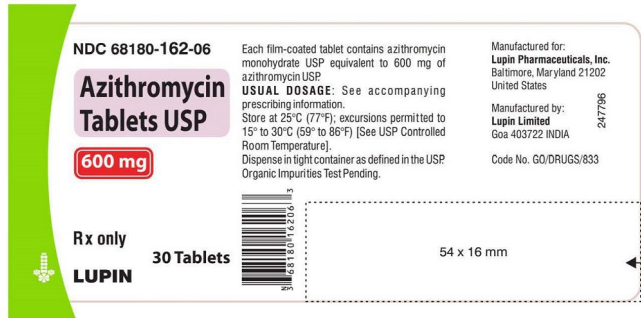 NDC 68180-162-06
Azithromycin
Tablets USP
600 mg
Rx only
30 Tablets
LUPIN
Each film-coated tablet contains azithromycin
monohydrate USP equivalent to 600 mg of
azithromycin USP.
USUAL DOSAGE: See accompanying
prescribing information.
Store at 25°C (77°F); excursions permitted to
15° to 30°C (59° to 86°F) [See USP Controlled
Room Temperature].
Dispense in tight container as defined in the USP.
Organic Impurities Test Pending.
N
3 68180 16206 3
Manufactured for:
Lupin Pharmaceuticals, Inc.
Baltimore, Maryland 21202
United States
Manufactured by:
Lupin Limited
Goa 403722 INDIA
Code No. GO/DRUGS/833
247796
54 x 16 mm